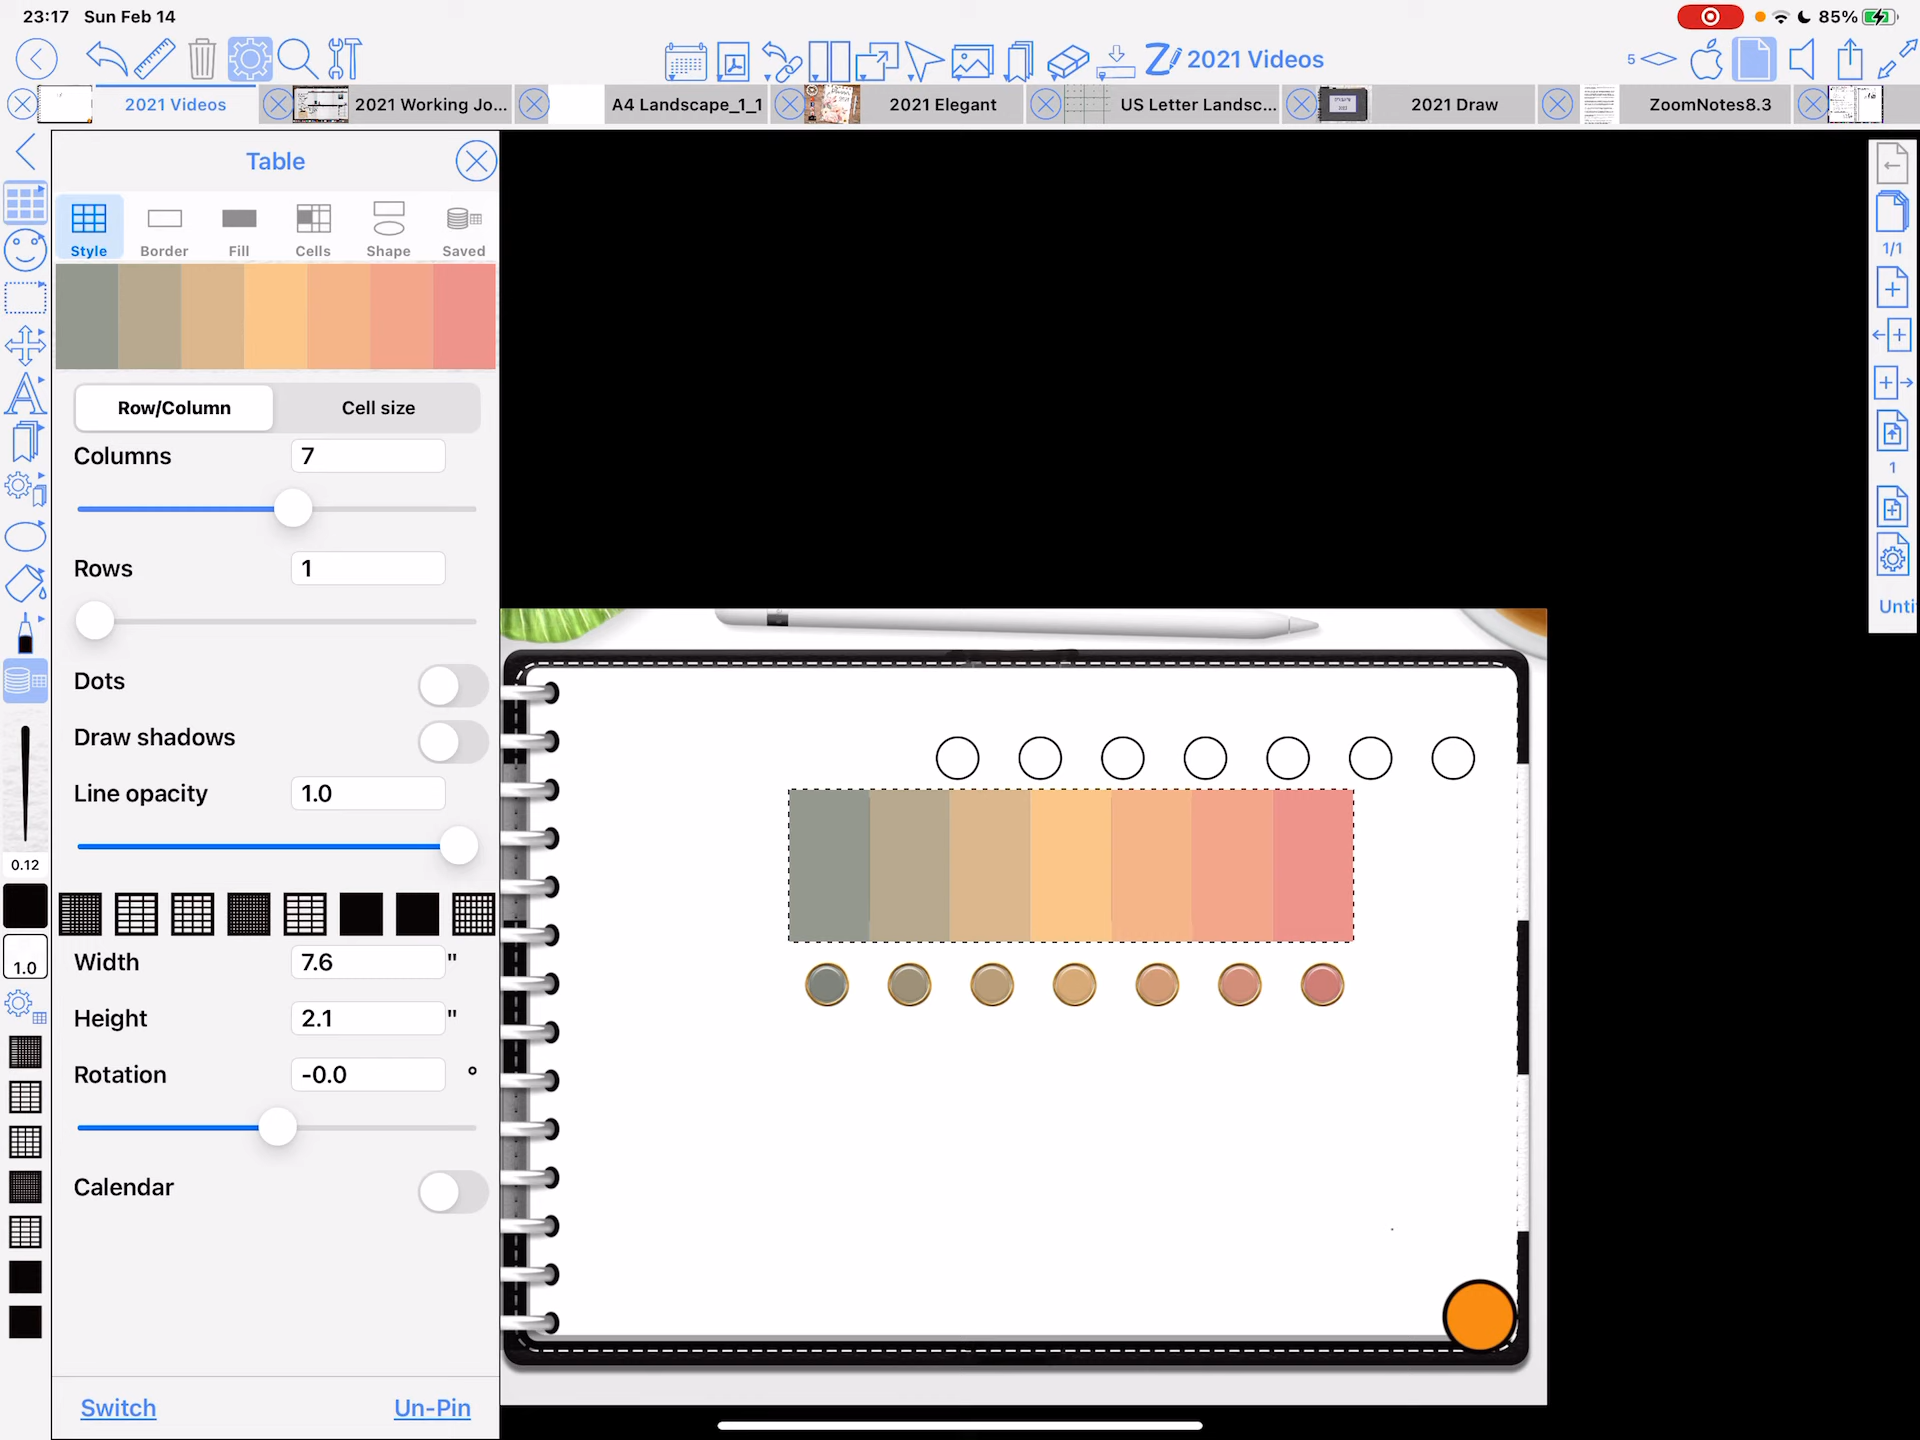 23:17 Sun Feb 14
85%
2021 Videos
5
2021 Videos
2021 Working Jo...
A4 Landscape_1_1
2021 Elegant
US Letter Landsc...
2021 Draw
ZoomNotes8.3
Table
Style
Border
Fill
Cells
Shape
Saved
Row/Column
Cell size
Columns
7
Rows
1
Dots
Draw shadows
Line opacity
1.0
Width
7.6 "
Height
2.1 "
Rotation
-0.0 °
Calendar
Switch
Un-Pin
0.12
1.0
1/1
1
Unti